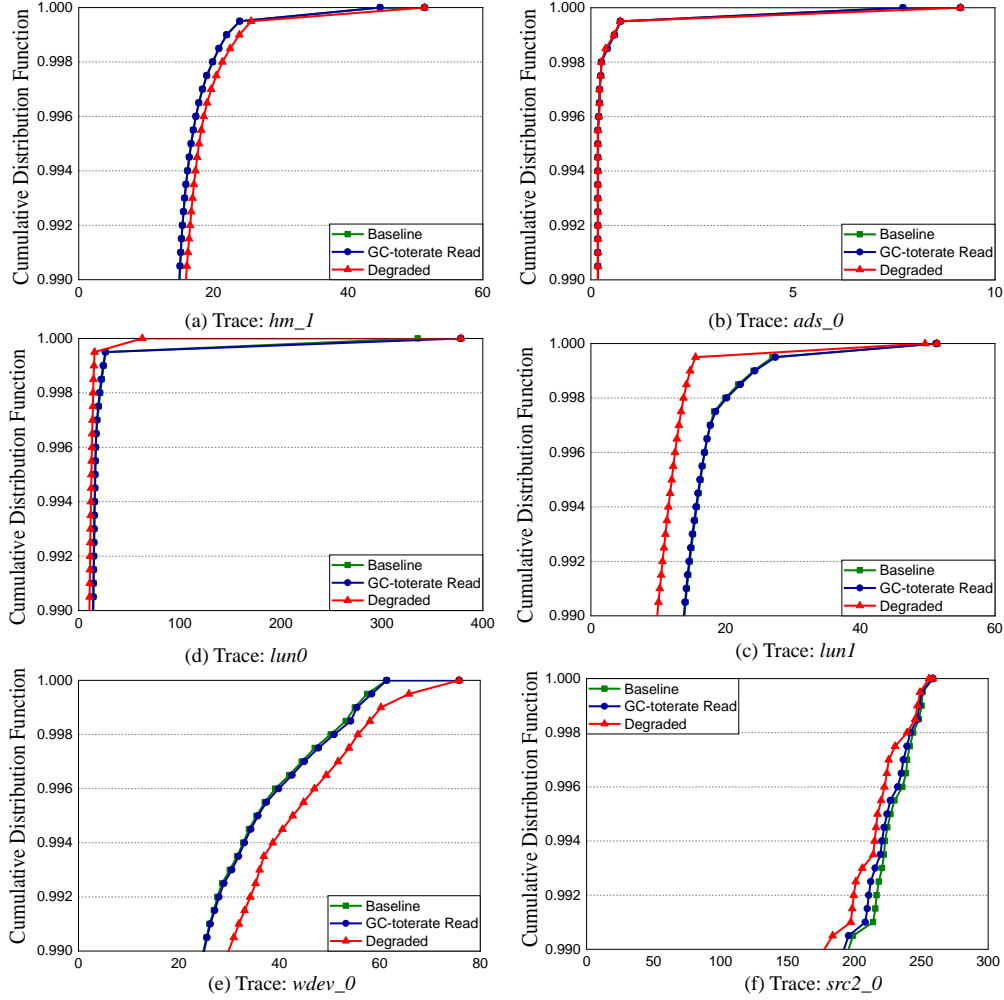 Cumulative Distribution Function
1.000
0.998
0.996
0.994
0.992
0.990
0
20
40
60
Baseline
GC-toterate Read
Degraded
(a) Trace: hm_1
Cumulative Distribution Function
1.000
0.998
0.996
0.994
0.992
0.990
0
5
10
Baseline
GC-toterate Read
Degraded
(b) Trace: ads_0
Cumulative Distribution Function
1.000
0.998
0.996
0.994
0.992
0.990
0
100
200
300
400
Baseline
GC-toterate Read
Degraded
(d) Trace: lun0
Cumulative Distribution Function
1.000
0.998
0.996
0.994
0.992
0.990
0
20
40
60
Baseline
GC-toterate Read
Degraded
(c) Trace: lun1
Cumulative Distribution Function
1.000
0.998
0.996
0.994
0.992
0.990
0
20
40
60
80
Baseline
GC-toterate Read
Degraded
(e) Trace: wdev_0
Cumulative Distribution Function
1.000
0.998
0.996
0.994
0.992
0.990
0
50
100
150
200
250
300
Baseline
GC-toterate Read
Degraded
(f) Trace: src2_0